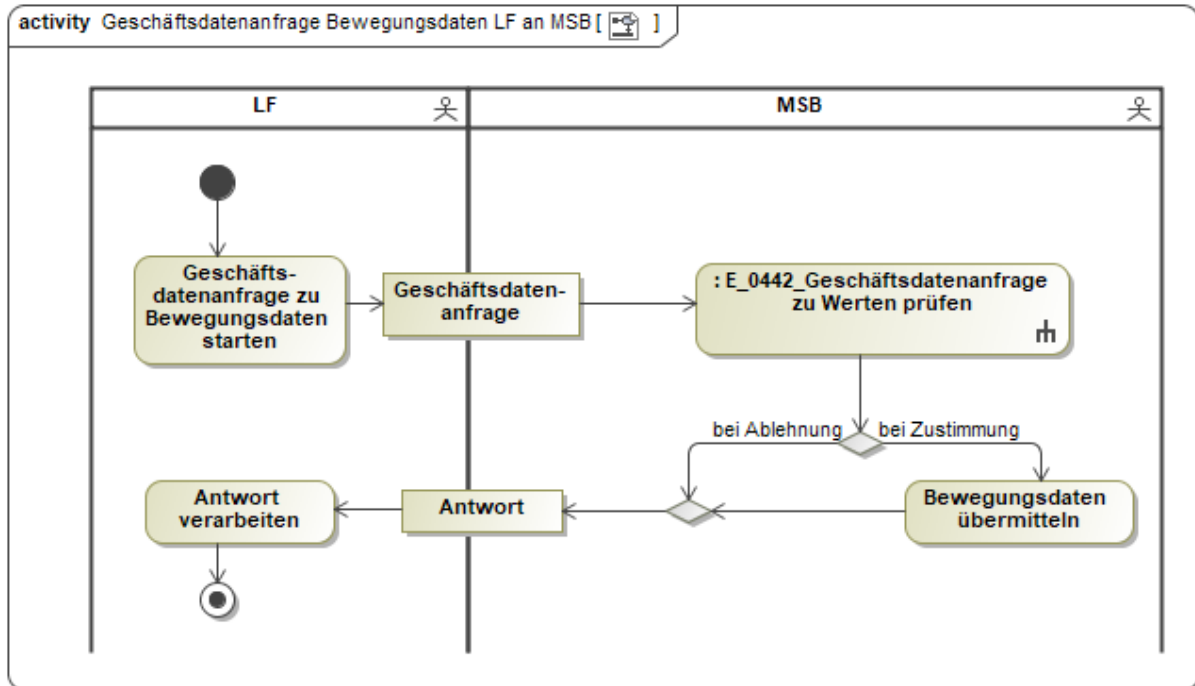 activity Geschäftsdatenanfrage Bewegungsdaten LF an MSB [ ]
LF
MSB
Geschäfts-
datenanfrage zu
Bewegungsdaten
starten
Geschäftsdaten-
anfrage
: E_0442_Geschäftsdatenanfrage
zu Werten prüfen
bei Ablehnung
bei Zustimmung
Antwort
verarbeiten
Antwort
Bewegungsdaten
übermitteln